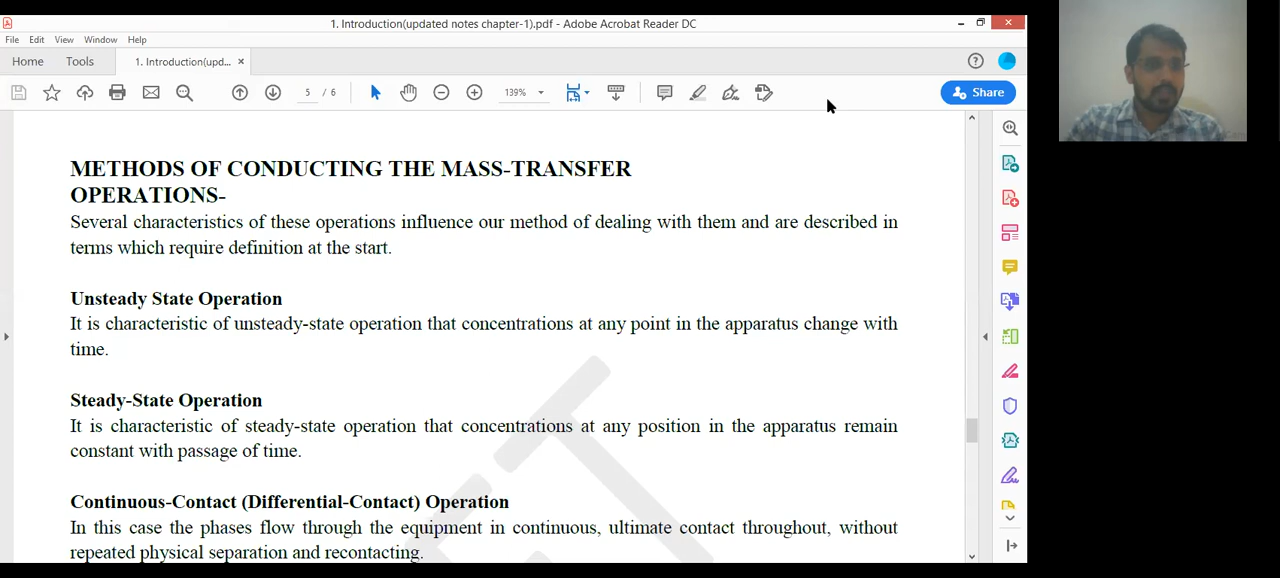 1. Introduction(updated notes chapter-1).pdf - Adobe Acrobat Reader DC
File Edit View Window Help
Home Tools 1. Introduction(upd... ×
5 / 6 139% Share
METHODS OF CONDUCTING THE MASS-TRANSFER
OPERATIONS-
Several characteristics of these operations influence our method of dealing with them and are described in
terms which require definition at the start.
Unsteady State Operation
It is characteristic of unsteady-state operation that concentrations at any point in the apparatus change with
time.
Steady-State Operation
It is characteristic of steady-state operation that concentrations at any position in the apparatus remain
constant with passage of time.
Continuous-Contact (Differential-Contact) Operation
In this case the phases flow through the equipment in continuous, ultimate contact throughout, without
repeated physical separation and recontacting.